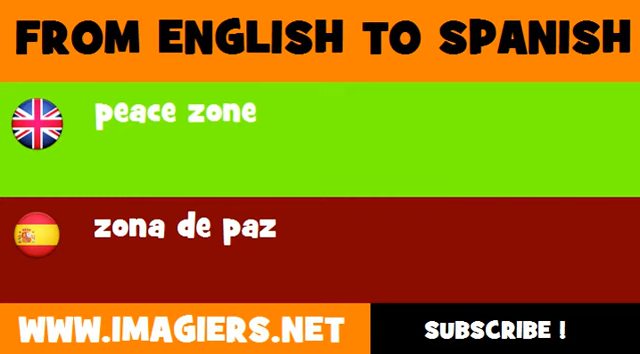 FROM ENGLISH TO SPANISH
peace zone
zona de paz
WWW.IMAGIERS.NET
SUBSCRIBE !